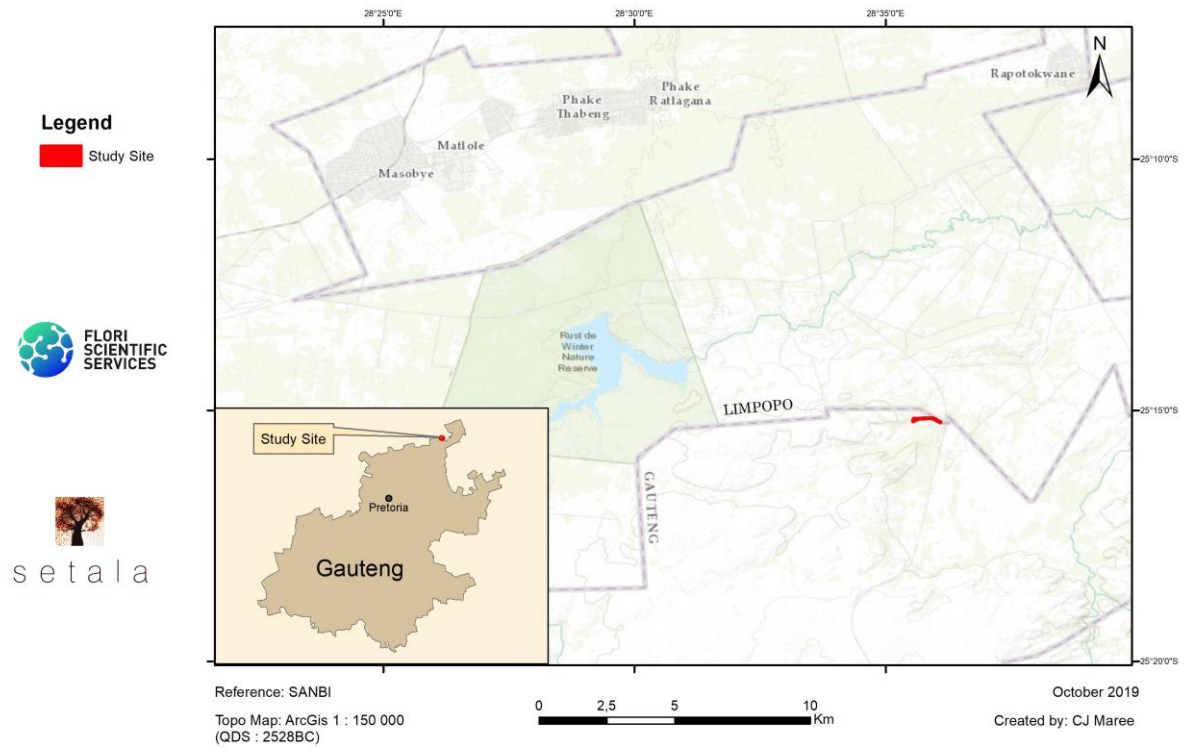 28°25'0"E
28°30'0"E
28°35'0"E
N
Rapotokwane
Phake
Ratlagana
Phake
Thabeng
Matlole
Masobye
Legend
Study Site
25°10'0"S
FLORI
SCIENTIFIC
SERVICES
Rust de
Winter
Nature
Reserve
LIMPOPO
25°15'0"S
GAUTENG
Study Site
Pretoria
Gauteng
setala
25°20'0"S
Reference: SANBI
Topo Map: ArcGis 1 : 150 000
(QDS : 2528BC)
0 2,5 5 10
Km
October 2019
Created by: CJ Maree